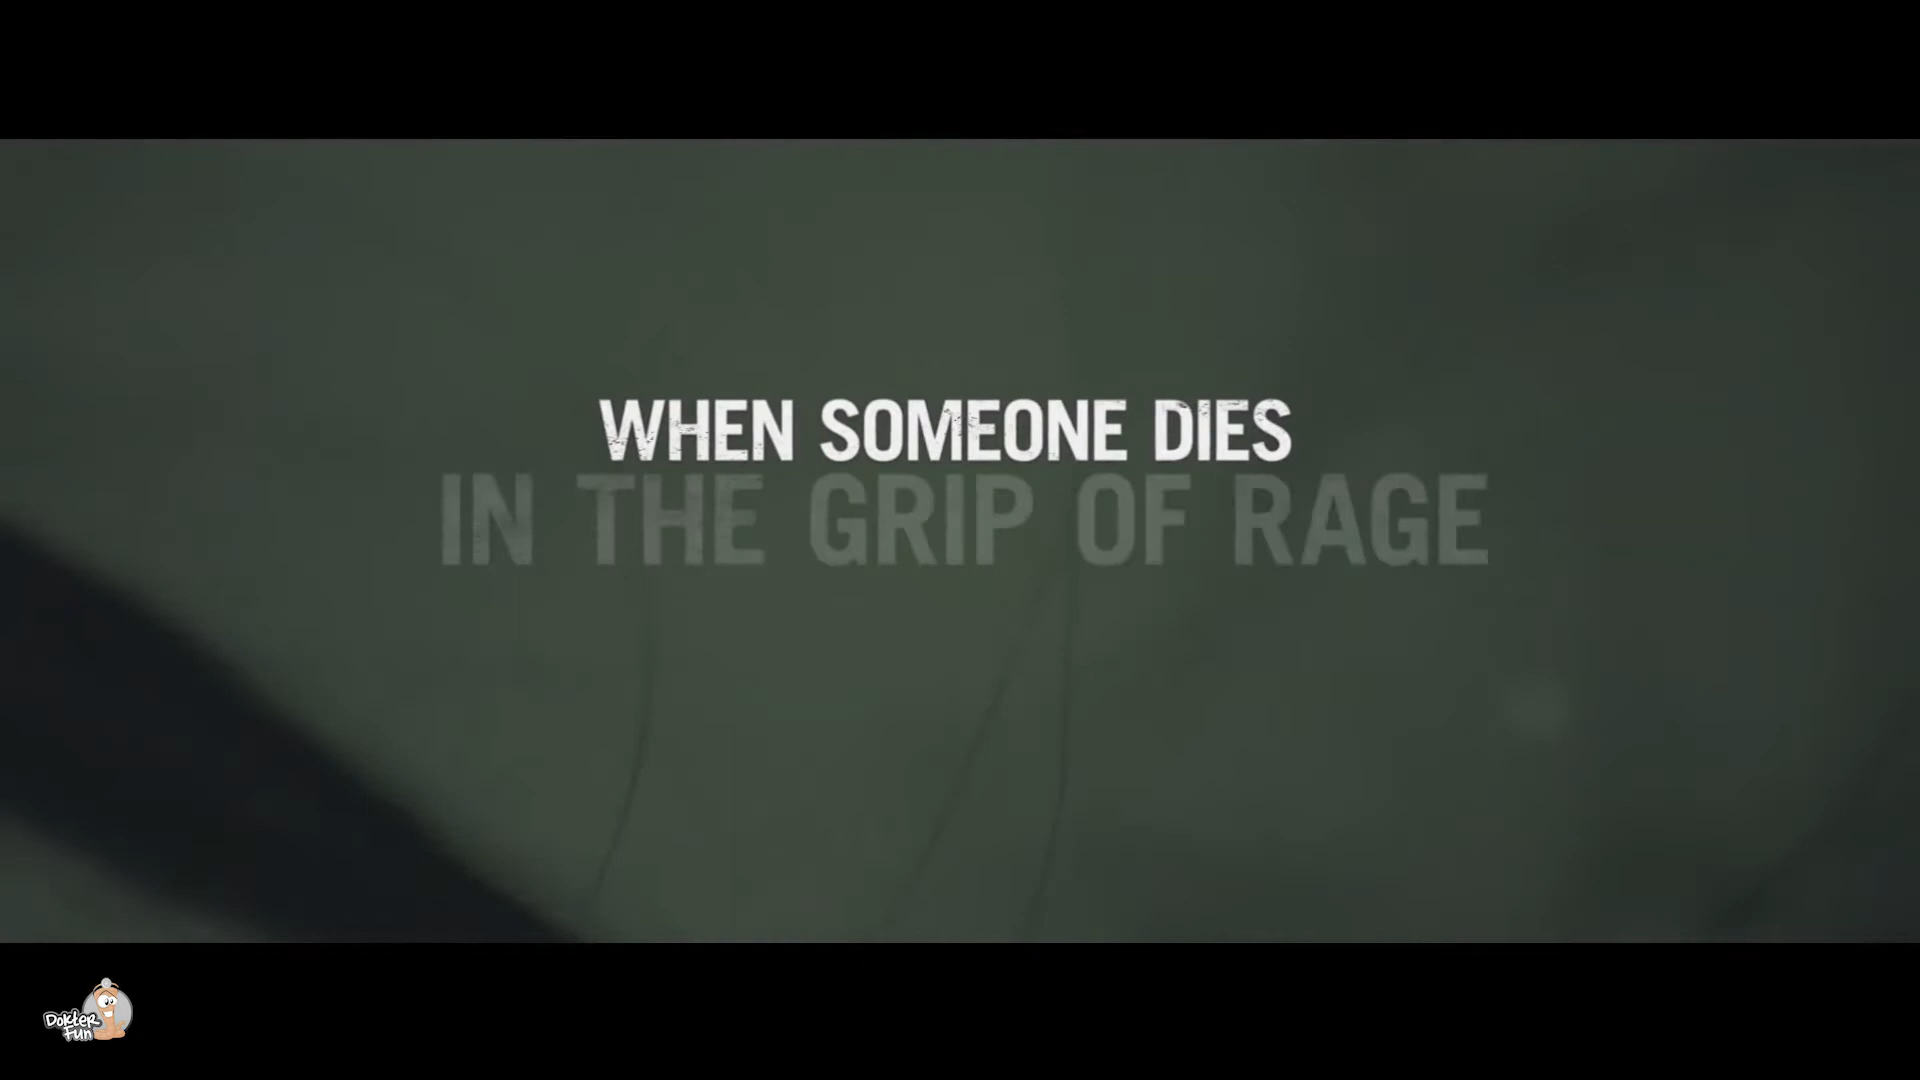 WHEN SOMEONE DIES
IN THE GRIP OF RAGE
Dokter
Fun